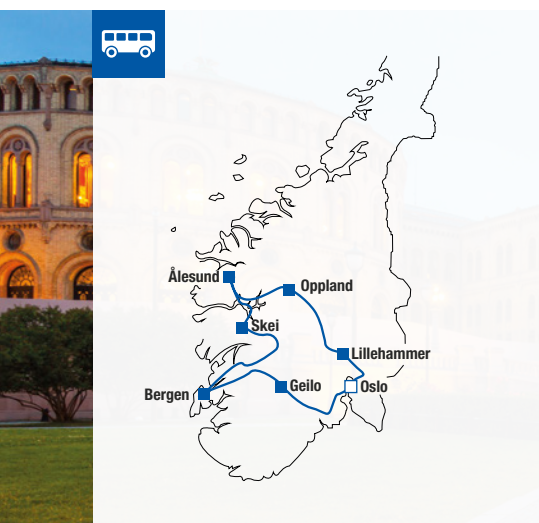 Ålesund
Oppland
Skei
Lillehammer
Bergen
Geilo
Oslo